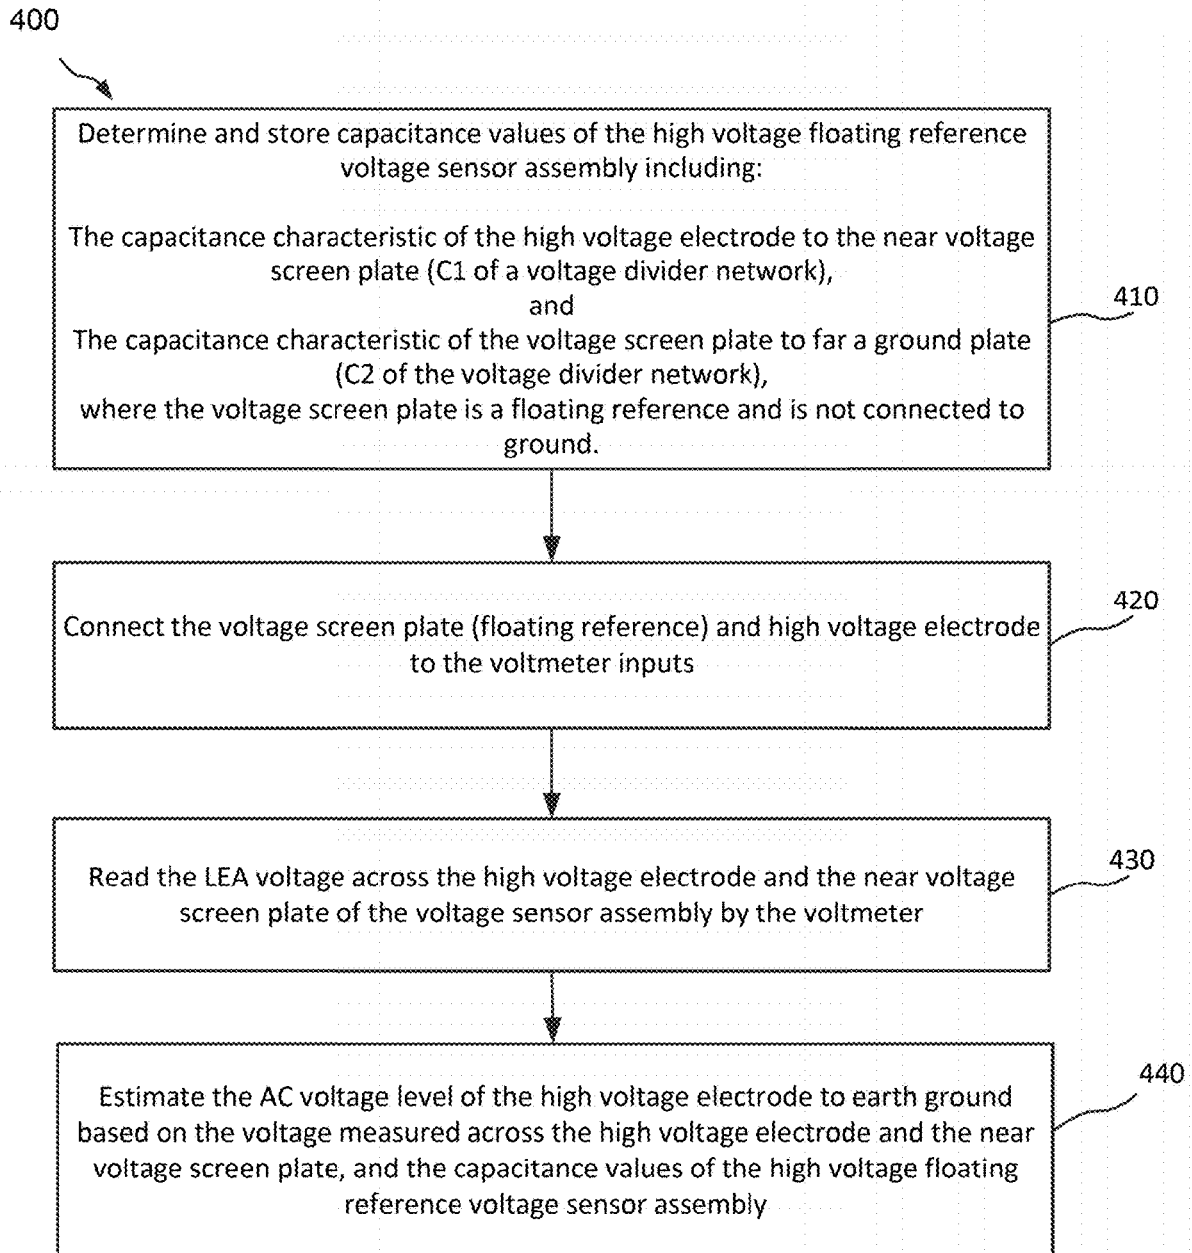 400
Determine and store capacitance values of the high voltage floating reference
voltage sensor assembly including:
The capacitance characteristic of the high voltage electrode to the near voltage
screen plate (C1 of a voltage divider network),
and
The capacitance characteristic of the voltage screen plate to far a ground plate
(C2 of the voltage divider network),
where the voltage screen plate is a floating reference and is not connected to
ground.
410
Connect the voltage screen plate (floating reference) and high voltage electrode
to the voltmeter inputs
420
Read the LEA voltage across the high voltage electrode and the near voltage
screen plate of the voltage sensor assembly by the voltmeter
430
Estimate the AC voltage level of the high voltage electrode to earth ground
based on the voltage measured across the high voltage electrode and the near
voltage screen plate, and the capacitance values of the high voltage floating
reference voltage sensor assembly
440